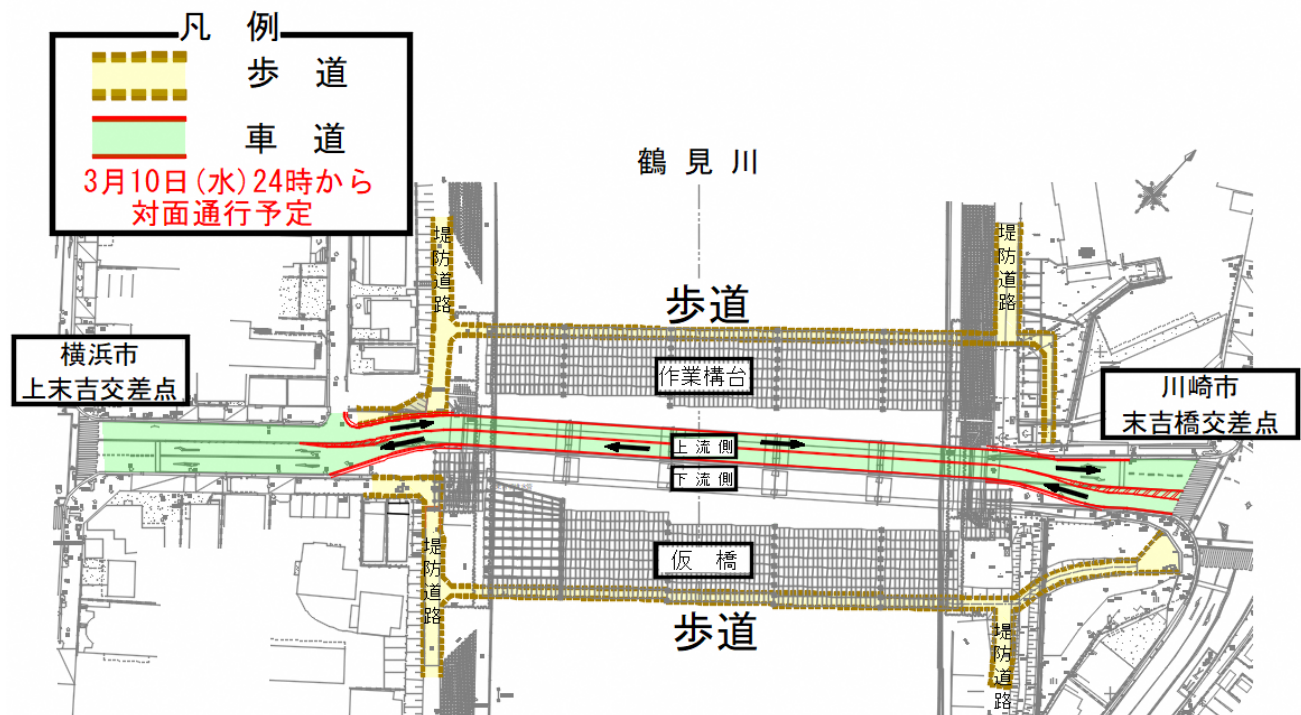 凡 例
歩 道
車 道
3月10日(水)24時から
対面通行予定
鶴 見 川
堤防道路
堤防道路
歩道
作業構台
横浜市
上末吉交差点
川崎市
末吉橋交差点
上 流 側
下 流 側
仮 橋
堤防道路
歩道
堤防道路